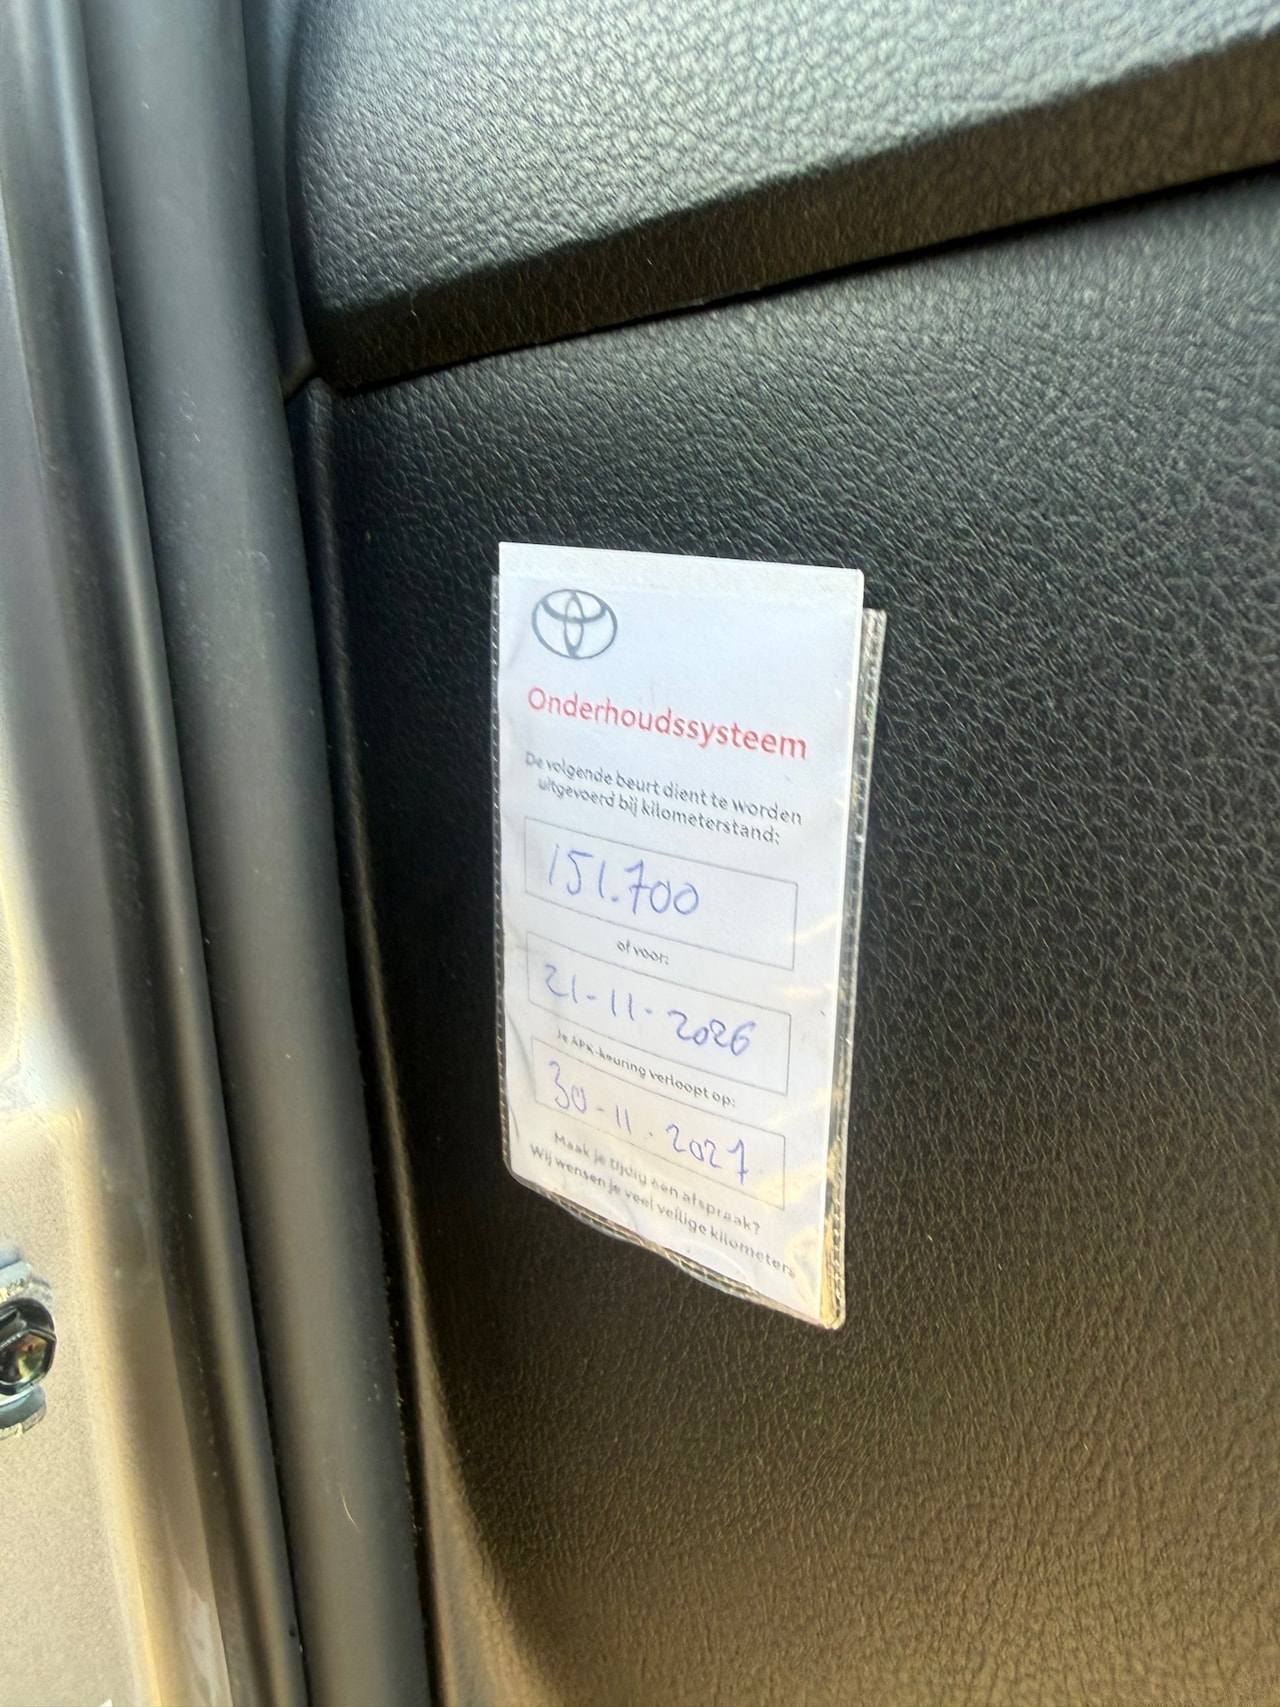 Onderhoudssysteem
De volgende beurt dient te worden
uitgevoerd bij kilometerstand:
151.700
of voor:
21-11-2026
Je APK-keuring verloopt op:
30-11-2027
Maak je tijdig een afspraak?
Wij wensen je veel veilige kilometers